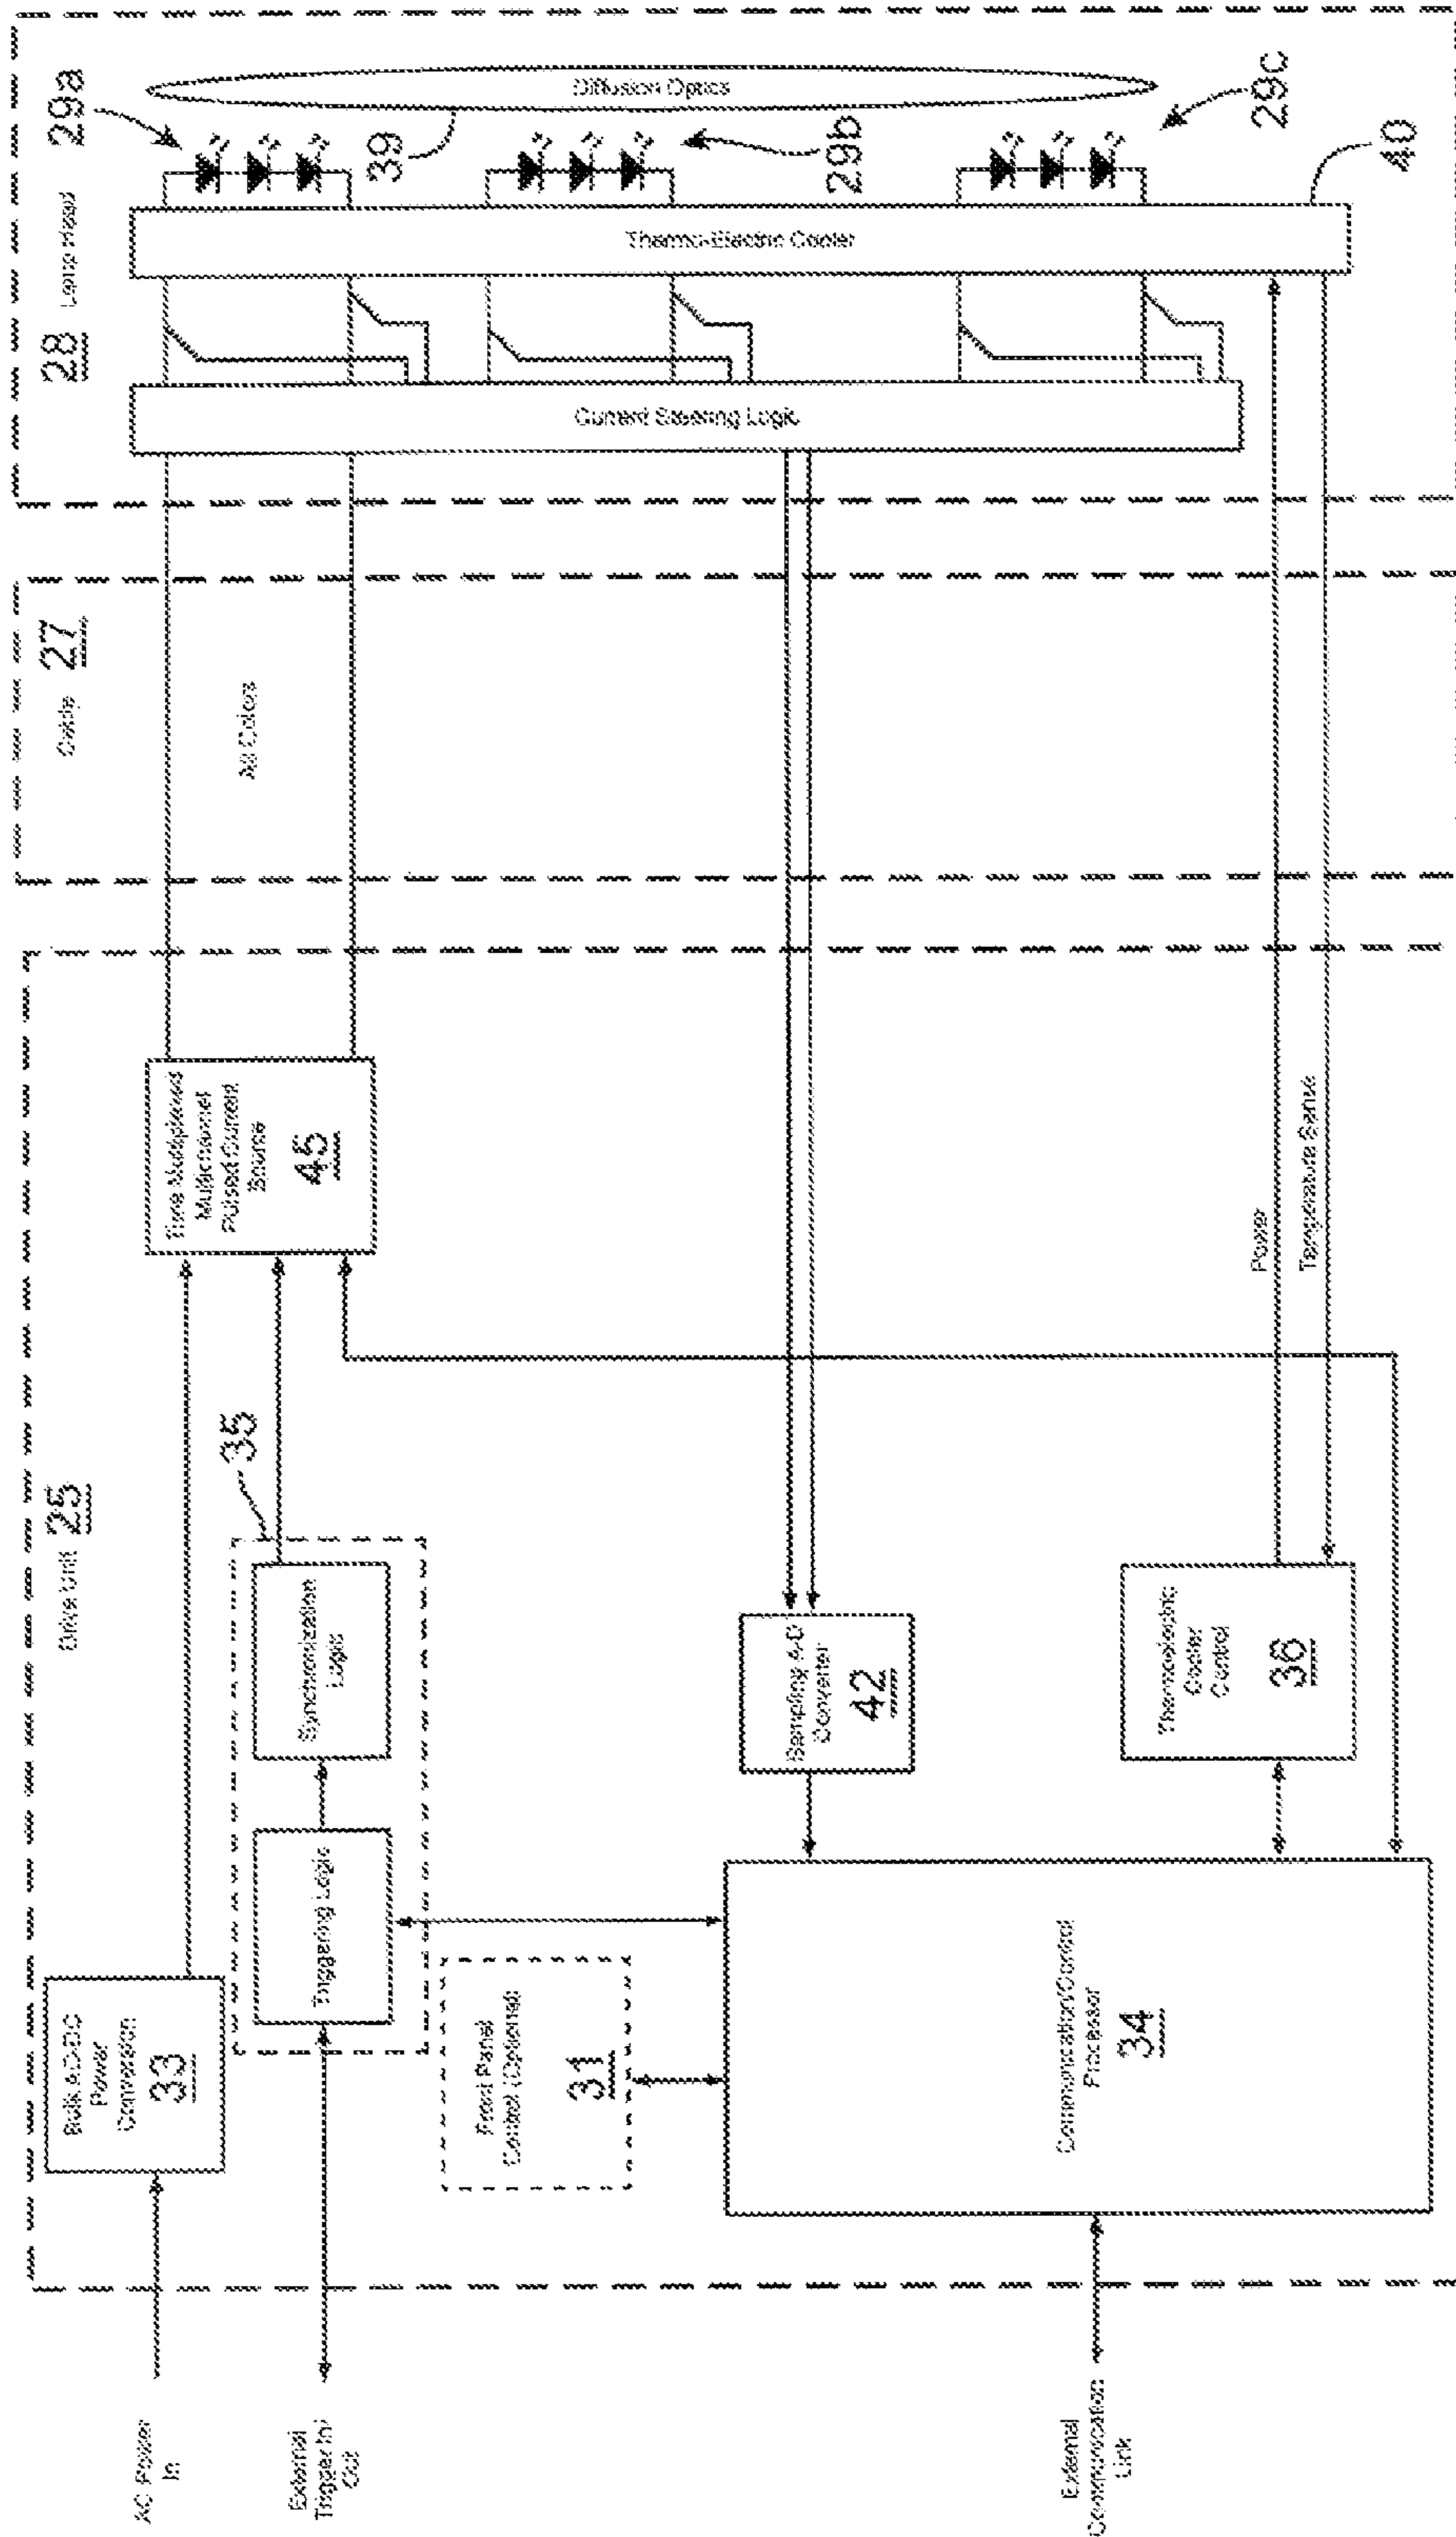 AC Power
In
External
Trigger In/
Out
External
Communication
Link
Drive Unit 25
Bulk AC-DC
Power
Conversion
33
35
Triggering Logic
Synchronization
Logic
Front Panel
Control (Optional)
31
Communication/Control
Processor
34
Sampling A-D
Converter
42
Thermoelectric
Cooler
Control
36
Time Multiplexed
Multichannel
Pulsed Current
Source
45
Power
Temperature Sense
Cable 27
All Colors
28 Lamp Head
Current Steering Logic
Thermo-Electric Cooler
40
29a
39
29b
29c
Diffusion Optics